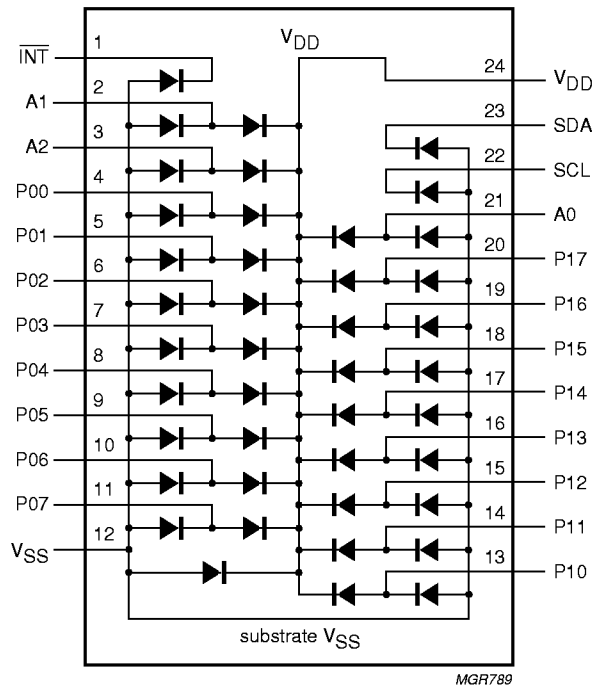 1
V̅DD
INT̅
24
VDD
2
A1
23
SDA
3
A2
22
SCL
4
P00
21
A0
5
P01
20
P17
6
P02
19
P16
7
P03
18
P15
8
P04
17
P14
9
P05
16
P13
10
P06
15
P12
11
P07
14
P11
12
VSS
13
P10
substrate VSS
MGR789